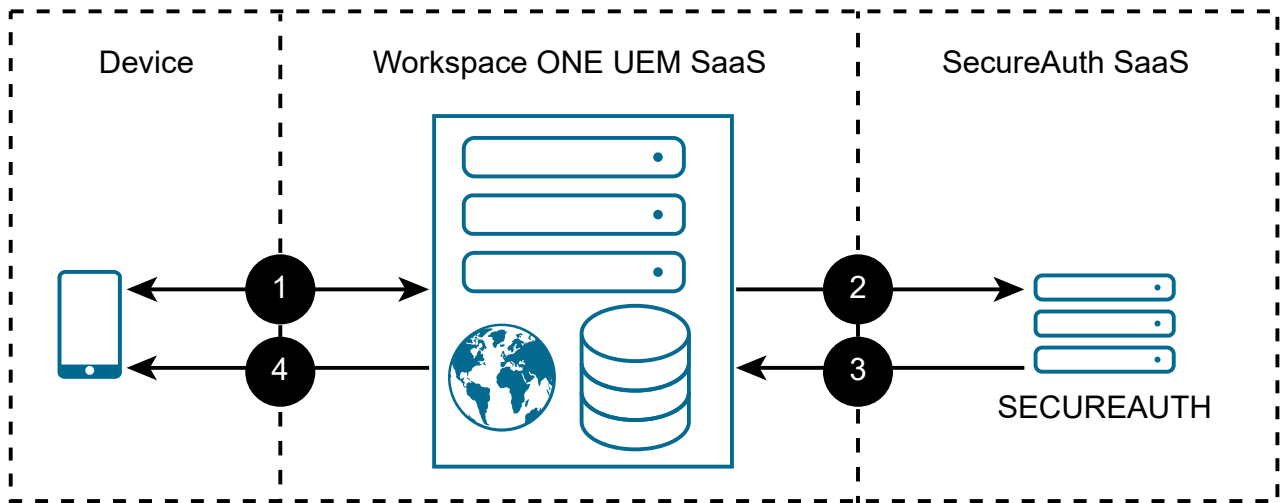 Device
Workspace ONE UEM SaaS
SecureAuth SaaS
1
2
4
3
SECUREAUTH